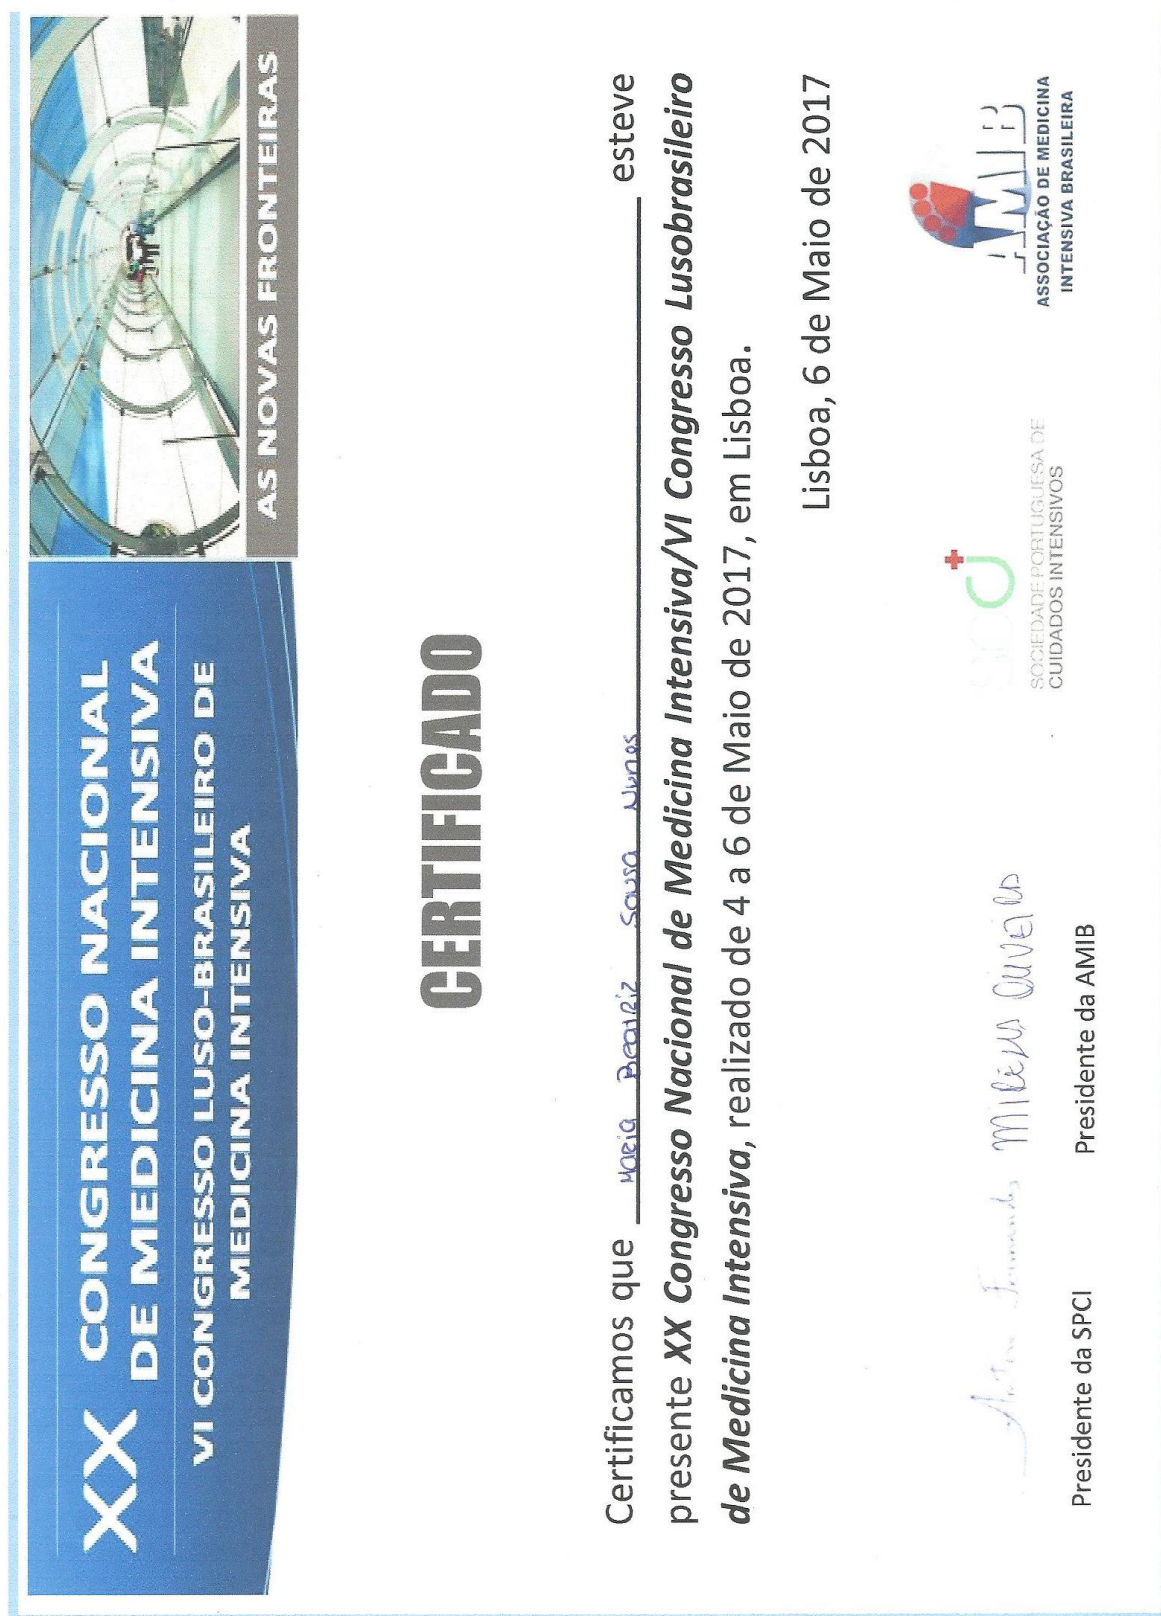 XX CONGRESSO NACIONAL
DE MEDICINA INTENSIVA
VI CONGRESSO LUSO-BRASILEIRO DE
MEDICINA INTENSIVA
AS NOVAS FRONTEIRAS
CERTIFICADO
Certificamos que Maria Beatriz Sousa Nunes esteve
presente XX Congresso Nacional de Medicina Intensiva/VI Congresso Lusobrasileiro
de Medicina Intensiva, realizado de 4 a 6 de Maio de 2017, em Lisboa.
Lisboa, 6 de Maio de 2017
Fernandes
Oliveira
Presidente da SPCI
Presidente da AMIB
SOCIEDADE PORTUGUESA DE
CUIDADOS INTENSIVOS
AMIB
ASSOCIAÇÃO DE MEDICINA
INTENSIVA BRASILEIRA